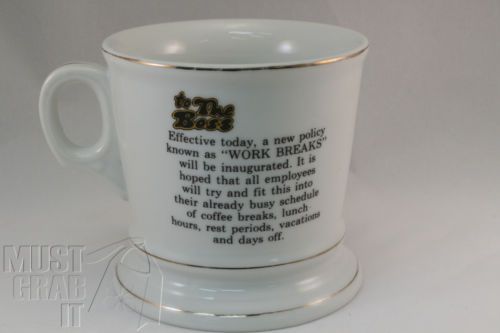 to The
Boss
Effective today, a new policy
known as "WORK BREAKS"
will be inaugurated. It is
hoped that all employees
will try and fit this into
their already busy schedule
of coffee breaks, lunch
hours, rest periods, vacations
and days off.
MUST
GRAB
IT